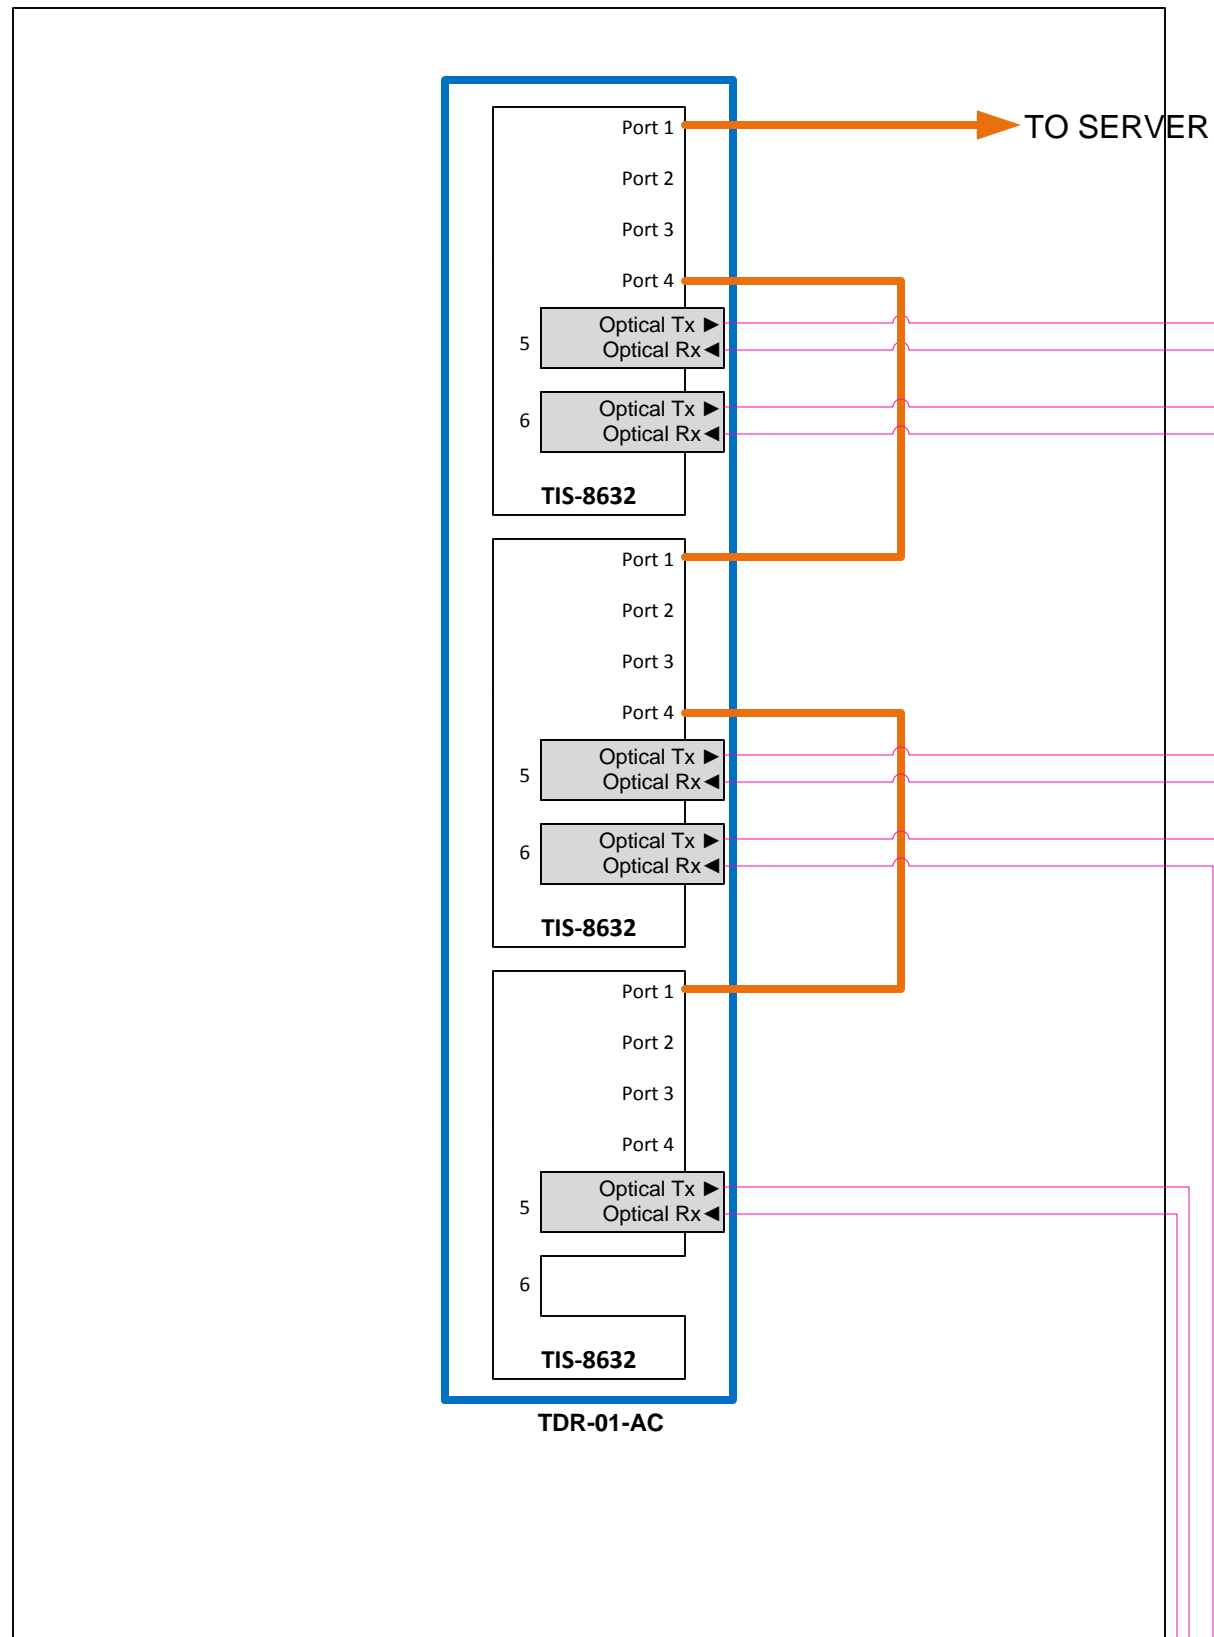 Port 1
TO SERVER
Port 2
Port 3
Port 4
Optical Tx ►
5
Optical Rx◄
Optical Tx ►
6
Optical Rx◄
TIS-8632
Port 1
Port 2
Port 3
Port 4
Optical Tx ►
5
Optical Rx◄
Optical Tx ►
6
Optical Rx◄
TIS-8632
Port 1
Port 2
Port 3
Port 4
Optical Tx ►
5
Optical Rx◄
6
TIS-8632
TDR-01-AC